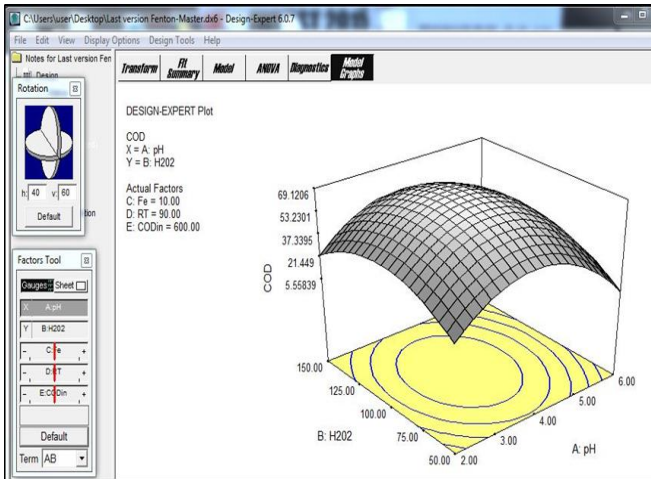 C:\Users\user\Desktop\Last version Fenton-Master.dx6 - Design-Expert 6.0.7
File Edit View Display Options Design Tools Help
Notes for Last version Fen
Design
Rotation
h: 40 v: 60
Default
Factors Tool
Gauges Sheet
X A:pH
Y B:H202
- C:Fe +
- D:RT +
- E:CODin +
Default
Term AB
Transform Fit Summary Model ANOVA Diagnostics Model Graphs
DESIGN-EXPERT Plot
COD
X = A: pH
Y = B: H202
Actual Factors
C: Fe = 10.00
D: RT = 90.00
E: CODin = 600.00
69.1206
53.2301
37.3395
21.449
5.55839
COD
150.00
125.00
100.00
75.00
50.00
B: H202
2.00
3.00
4.00
5.00
6.00
A: pH